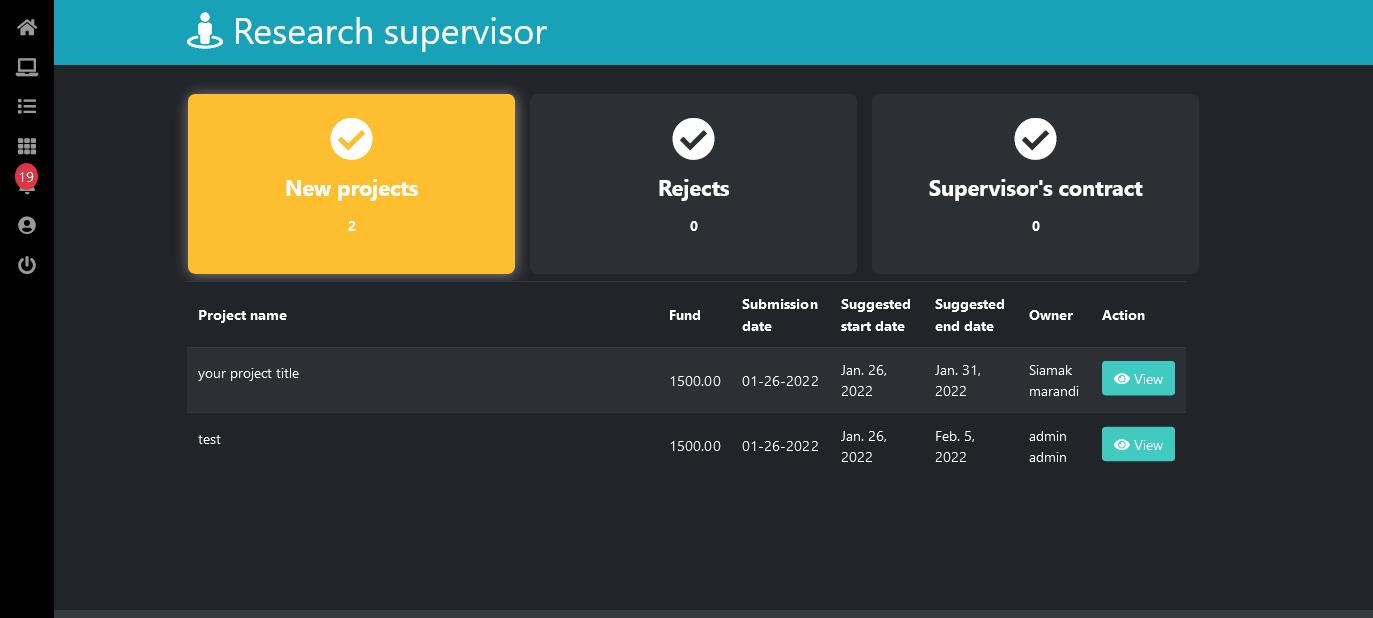 Research supervisor
19
New projects
2
Rejects
0
Supervisor's contract
0
Project name Fund Submission date Suggested start date Suggested end date Owner Action
your project title 1500.00 01-26-2022 Jan. 26, 2022 Jan. 31, 2022 Siamak marandi View
test 1500.00 01-26-2022 Jan. 26, 2022 Feb. 5, 2022 admin admin View